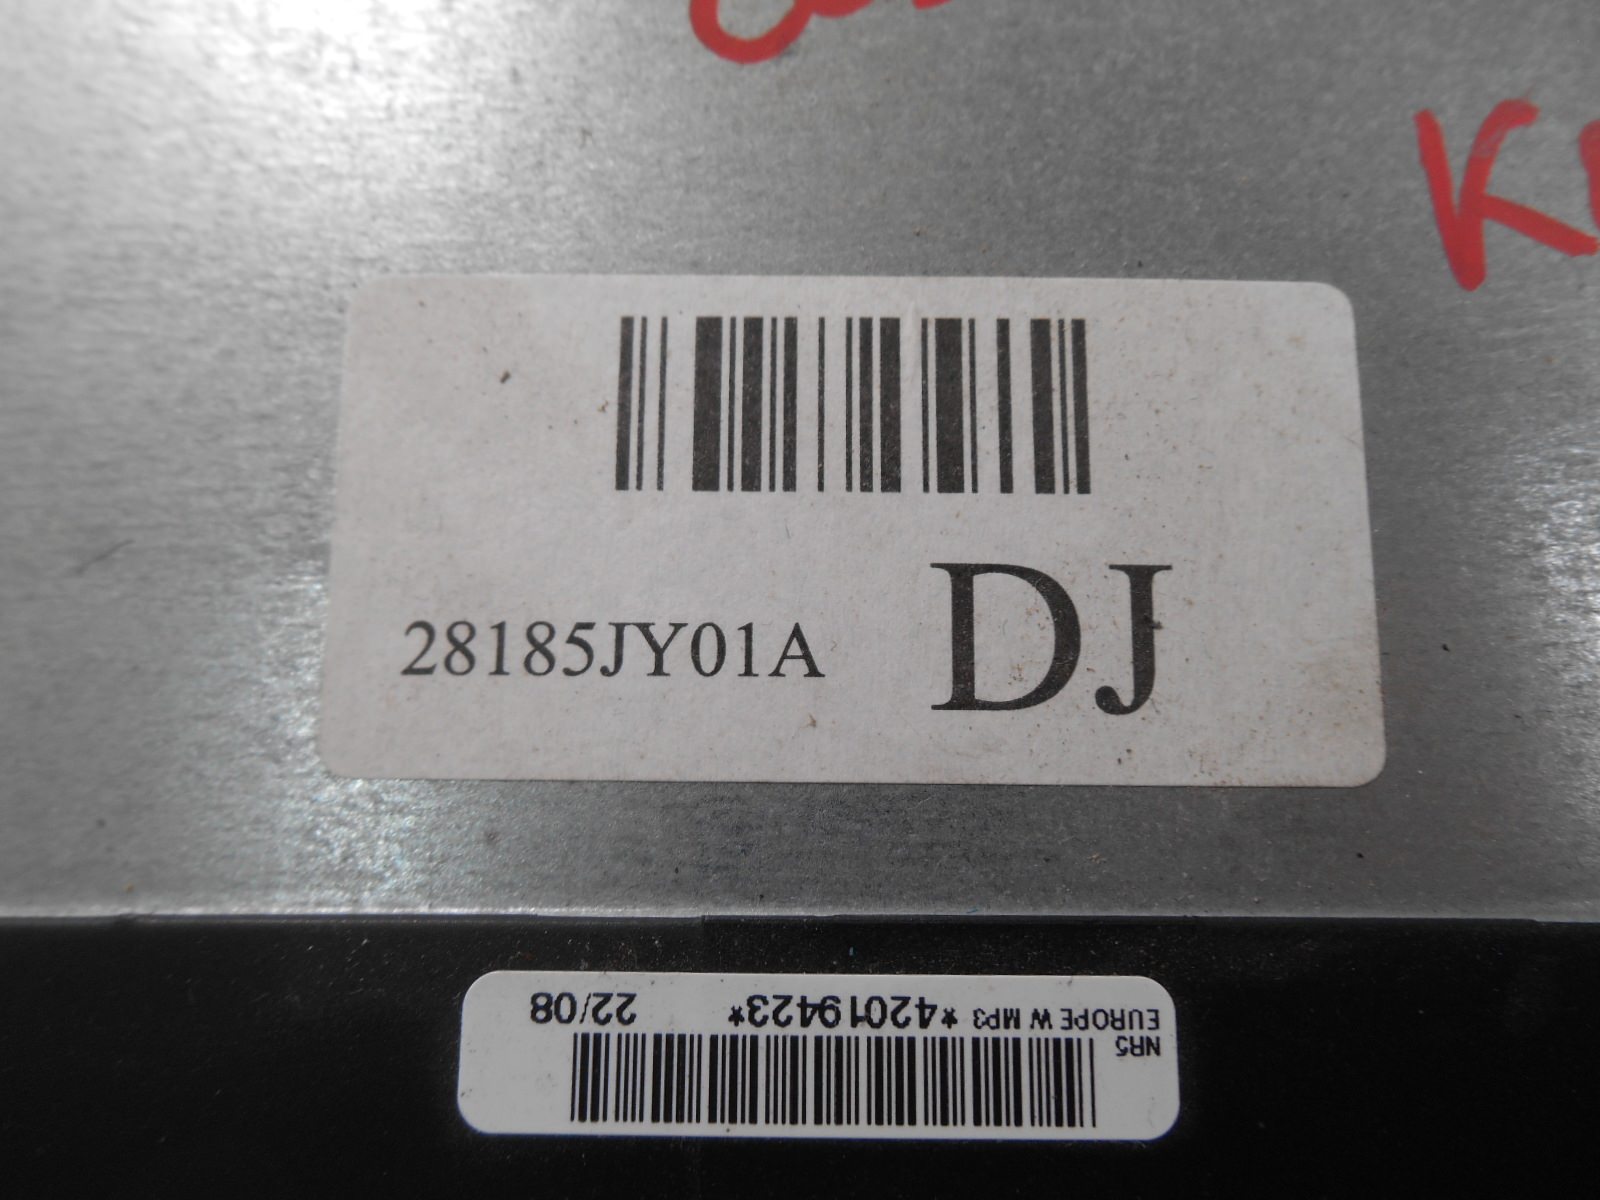 28185JY01A DJ
NR5
EUROPE W MP3 *42019423* 22/08